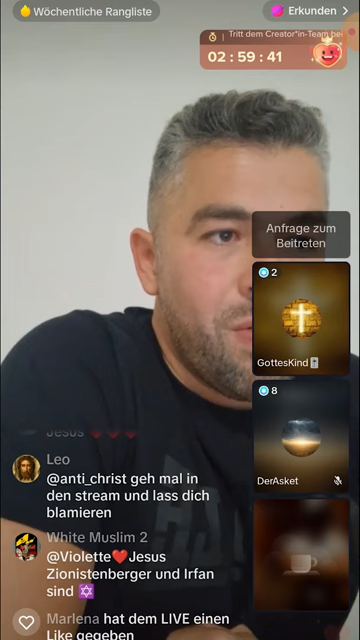 Wöchentliche Rangliste
Erkunden >
Tritt dem Creator*in-Team bei
02 : 59 : 41
Anfrage zum
Beitreten
2
GottesKind
8
DerAsket
Jesus ❤️❤️❤️
Leo
@anti_christ geh mal in
den stream und lass dich
blamieren
White Muslim 2
@Violette❤️Jesus
Zionistenberger und Irfan
sind 🔯
Marlena hat dem LIVE einen
Like gegeben